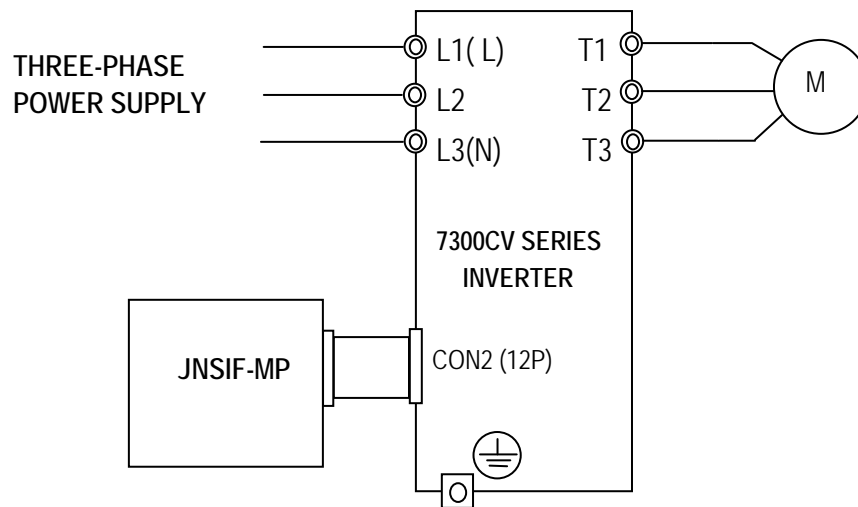 THREE-PHASE
POWER SUPPLY
L1( L)
L2
L3(N)
T1
T2
T3
M
7300CV SERIES
INVERTER
JNSIF-MP
CON2 (12P)